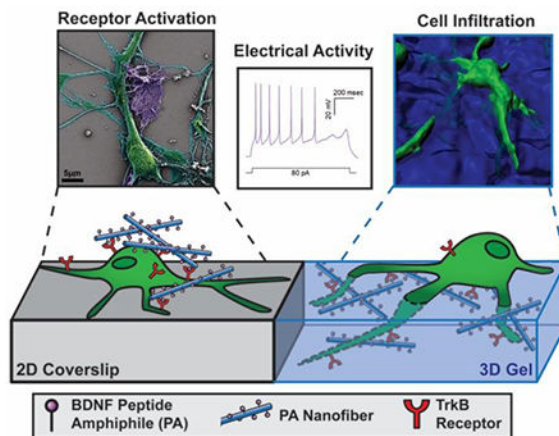 Receptor Activation
Electrical Activity
Cell Infiltration
200 msec
20 mV
80 pA
5μm
2D Coverslip
3D Gel
BDNF Peptide
Amphiphile (PA)
PA Nanofiber
TrkB
Receptor